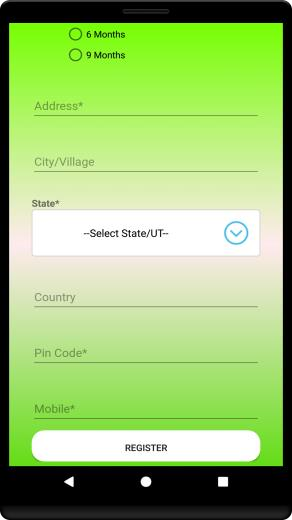 6 Months
9 Months
Address*
City/Village
State*
--Select State/UT--
Country
Pin Code*
Mobile*
REGISTER